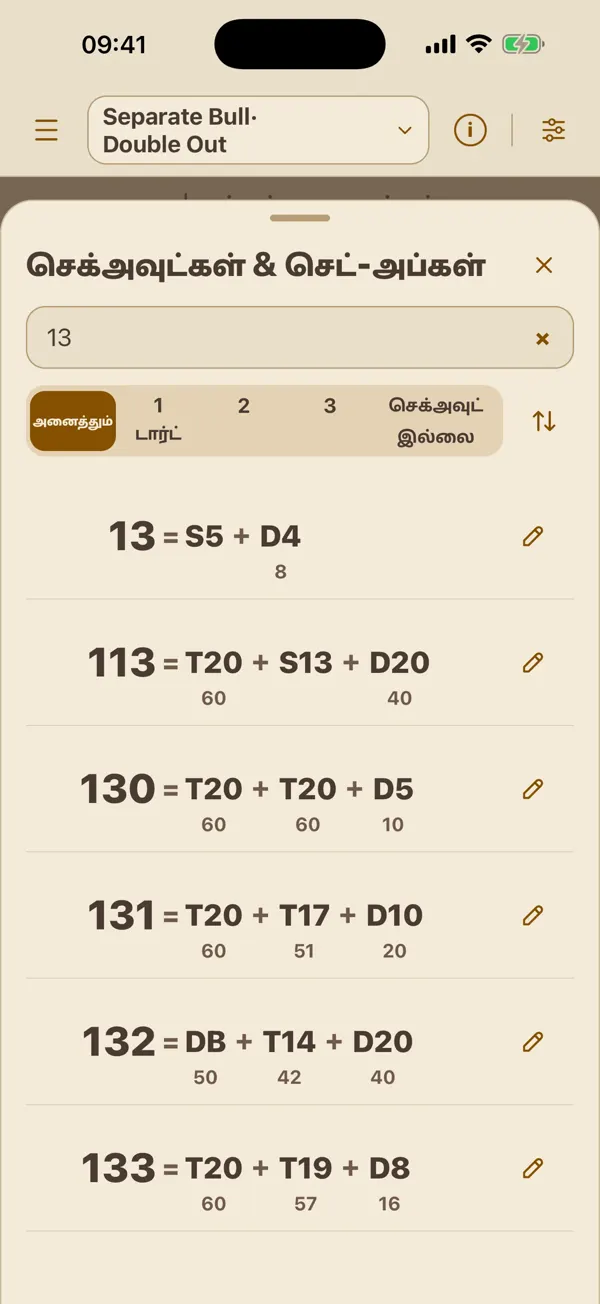 09:41
Separate Bull·
Double Out
செக்அவுட்கள் & செட்-அப்கள்
13
அனைத்தும்
1
டார்ட்
2
3
செக்அவுட்
இல்லை
13 = S5 + D4
8
113 = T20 + S13 + D20
60 40
130 = T20 + T20 + D5
60 60 10
131 = T20 + T17 + D10
60 51 20
132 = DB + T14 + D20
50 42 40
133 = T20 + T19 + D8
60 57 16